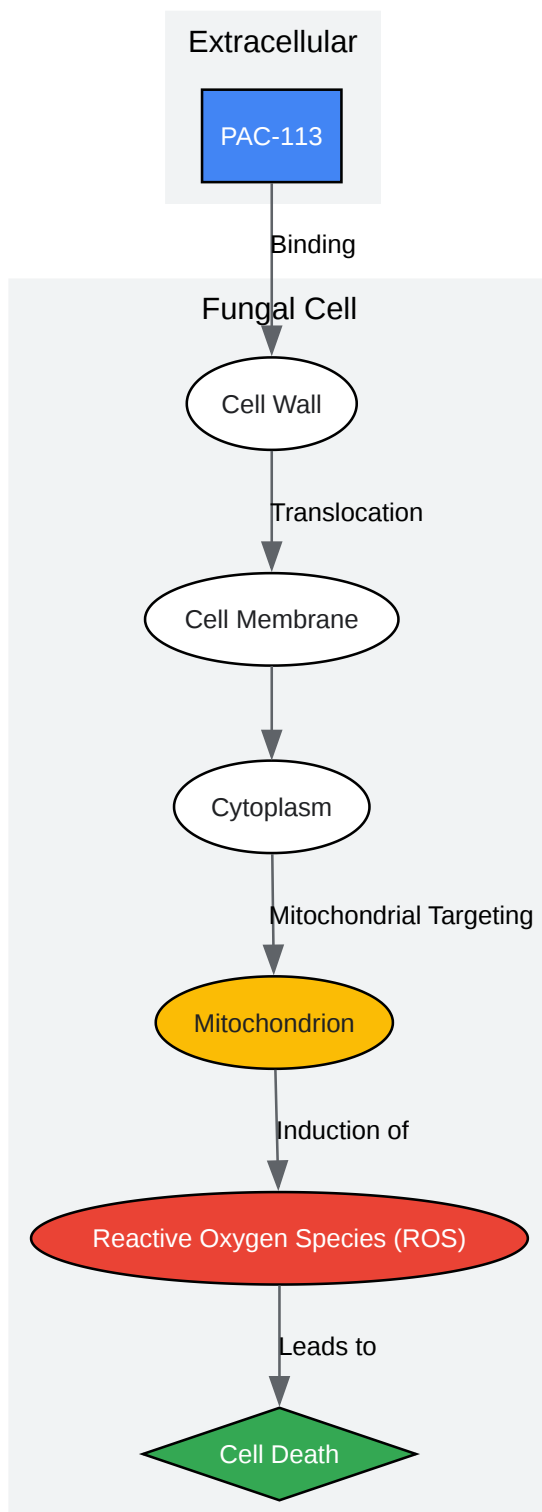 Extracellular
PAC-113
Binding
Fungal Cell
Cell Wall
Translocation
Cell Membrane
Cytoplasm
Mitochondrial Targeting
Mitochondrion
Induction of
Reactive Oxygen Species (ROS)
Leads to
Cell Death